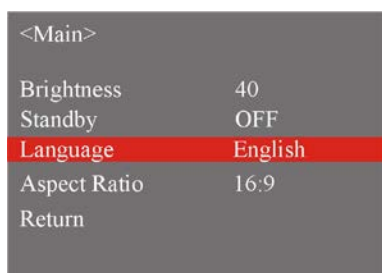 <Main>
Brightness 40
Standby OFF
Language English
Aspect Ratio 16:9
Return